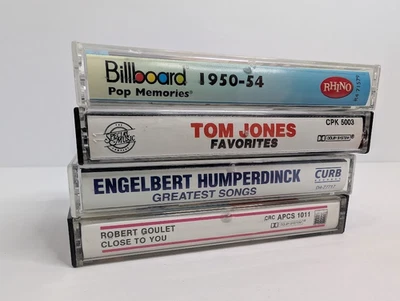 Billboard 1950-54
Pop Memories®
RHINO
TOM JONES
FAVORITES
CPK 5003
ENGELBERT HUMPERDINCK
GREATEST SONGS
CURB
ROBERT GOULET
CLOSE TO YOU
CRC APCS 1011